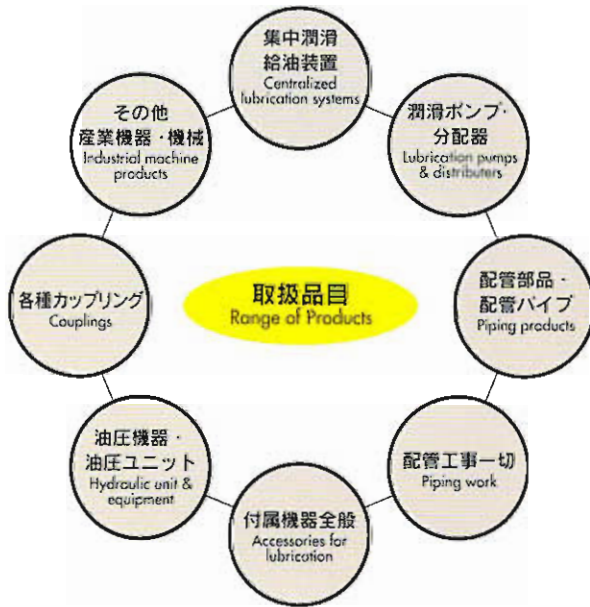 集中潤滑
給油装置
Centralized
lubrication systems
潤滑ポンプ・
分配器
Lubrication pumps
& distributers
配管部品・
配管パイプ
Piping products
配管工事一切
Piping work
付属機器全般
Accessories for
lubrication
油圧機器・
油圧ユニット
Hydraulic unit &
equipment
各種カップリング
Couplings
その他
産業機器・機械
Industrial machine
products
取扱品目
Range of Products